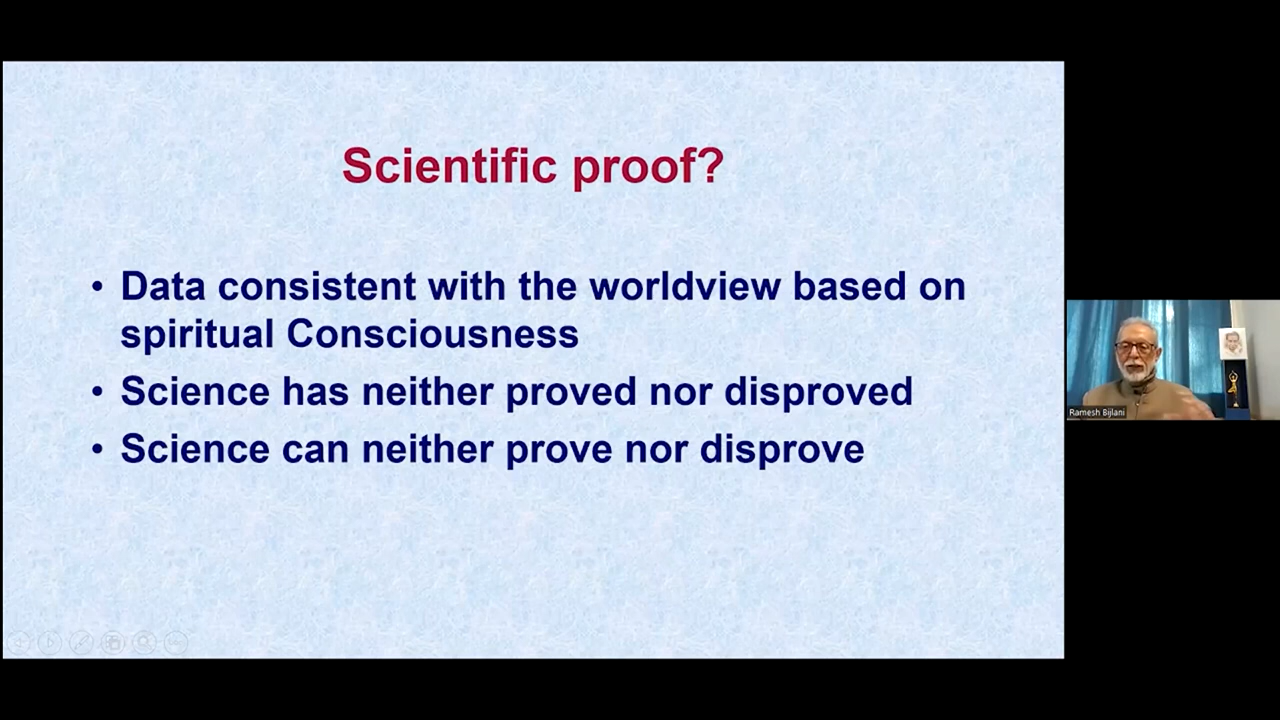 Scientific proof?
• Data consistent with the worldview based on
spiritual Consciousness
• Science has neither proved nor disproved
• Science can neither prove nor disprove
Ramesh Bijlani